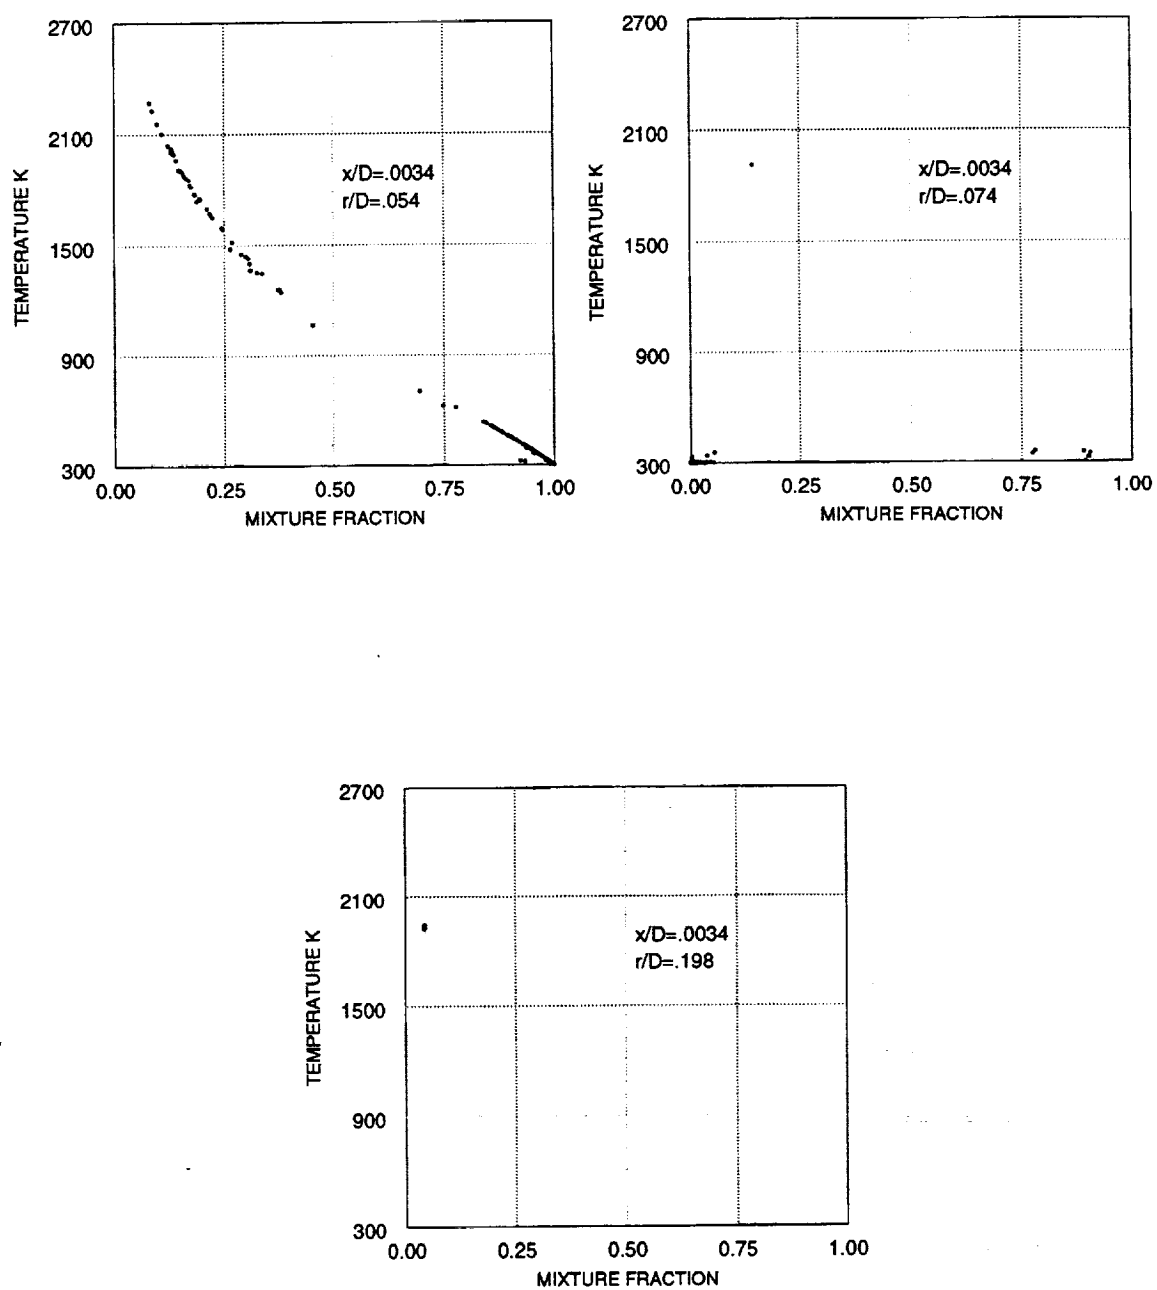 2700
2100
1500
900
300
TEMPERATURE K
x/D=.0034
r/D=.054
0.00 0.25 0.50 0.75 1.00
MIXTURE FRACTION
2700
2100
1500
900
300
TEMPERATURE K
x/D=.0034
r/D=.074
0.00 0.25 0.50 0.75 1.00
MIXTURE FRACTION
2700
2100
1500
900
300
TEMPERATURE K
x/D=.0034
r/D=.198
0.00 0.25 0.50 0.75 1.00
MIXTURE FRACTION